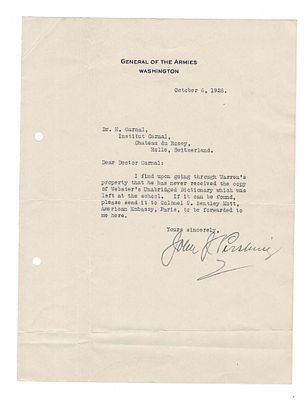 GENERAL OF THE ARMIES
WASHINGTON
October 6, 1928.
Dr. H. Carnal,
Institut Carnal,
Chateau du Rosey,
Rolle, Switzerland.
Dear Doctor Carnal:
I find upon going through Warren's
property that he has never received the copy
of Webster's Unabridged Dictionary which was
left at the school. If it can be found,
please send it to Colonel T. Bentley Mott,
American Embassy, Paris, to be forwarded to
me here.
Yours sincerely,
John J. Pershing